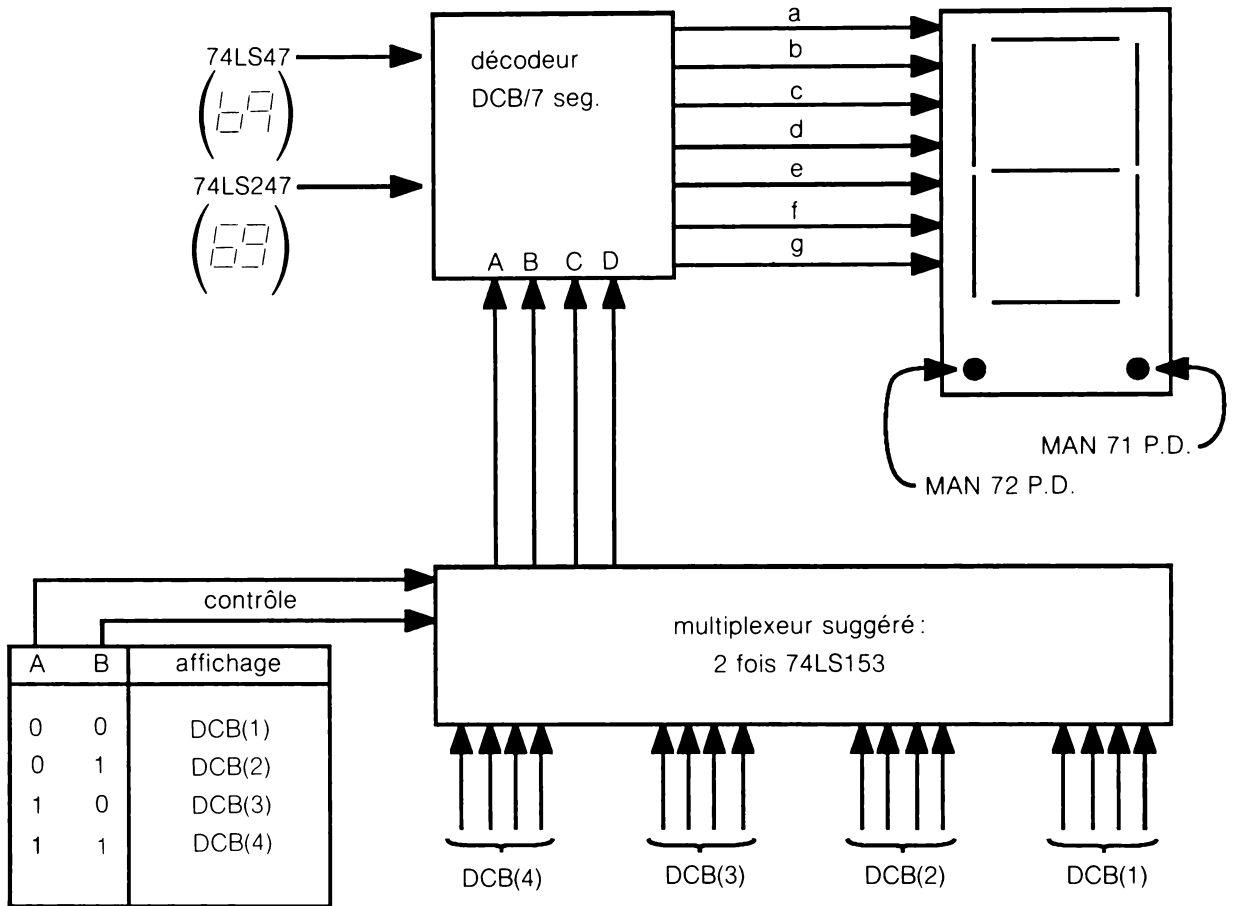 74LS47
74LS247
décodeur
DCB/7 seg.
A B C D
a
b
c
d
e
f
g
MAN 71 P.D.
MAN 72 P.D.
contrôle
A B affichage
0 0 DCB(1)
0 1 DCB(2)
1 0 DCB(3)
1 1 DCB(4)
multiplexeur suggéré :
2 fois 74LS153
DCB(4) DCB(3) DCB(2) DCB(1)